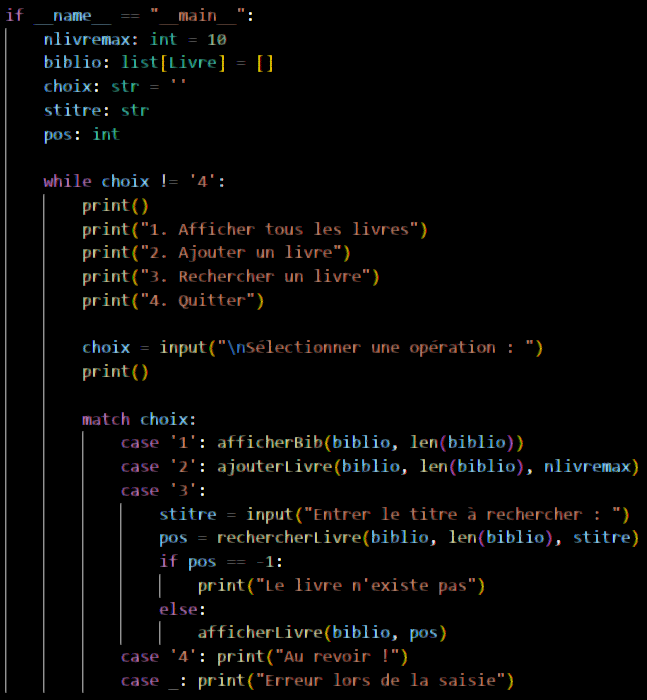 if __name__ == "__main__":
    nlivremax: int = 10
    biblio: list[Livre] = []
    choix: str = ''
    stitre: str
    pos: int

    while choix != '4':
        print()
        print("1. Afficher tous les livres")
        print("2. Ajouter un livre")
        print("3. Rechercher un livre")
        print("4. Quitter")

        choix = input("\nSélectionner une opération : ")
        print()

        match choix:
            case '1': afficherBib(biblio, len(biblio))
            case '2': ajouterLivre(biblio, len(biblio), nlivremax)
            case '3':
                stitre = input("Entrer le titre à rechercher : ")
                pos = rechercherLivre(biblio, len(biblio), stitre)
                if pos == -1:
                    print("Le livre n'existe pas")
                else:
                    afficherLivre(biblio, pos)
            case '4': print("Au revoir !")
            case _: print("Erreur lors de la saisie")